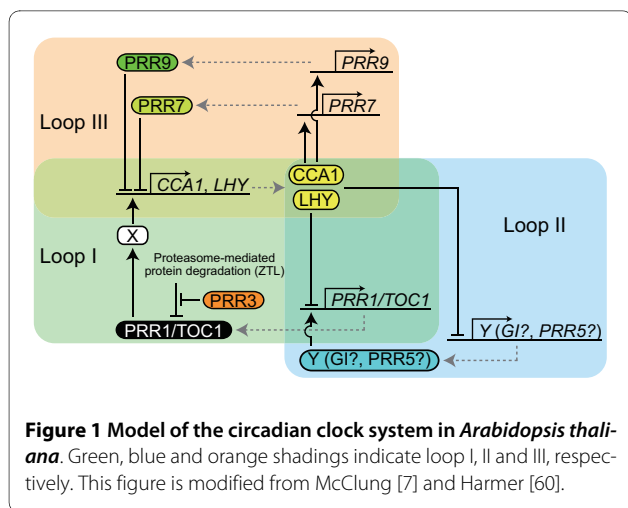 PRR9
PRR9
PRR7
PRR7
Loop III
CCA1, LHY
CCA1
LHY
Loop II
X
Loop I
Proteasome-mediated
protein degradation (ZTL)
PRR3
PRR1/TOC1
PRR1/TOC1
Y (GI?, PRR5?)
Y (GI?, PRR5?)
Figure 1 Model of the circadian clock system in Arabidopsis thali-
ana. Green, blue and orange shadings indicate loop I, II and III, respec-
tively. This figure is modified from McClung [7] and Harmer [60].